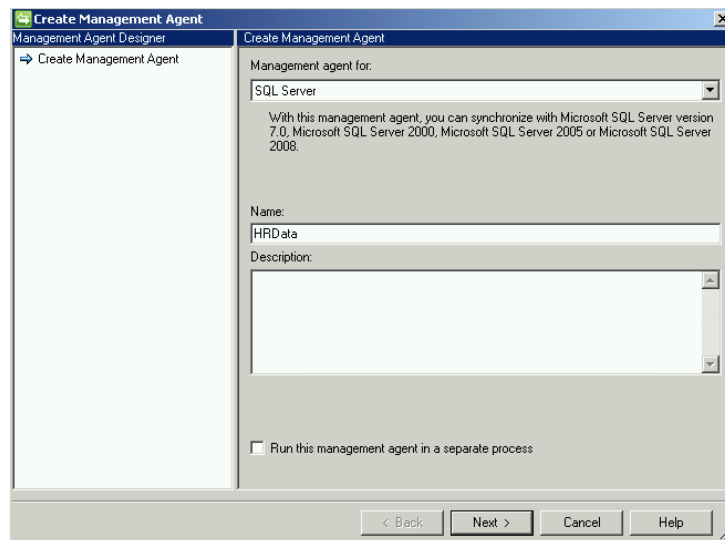 Create Management Agent
Management Agent Designer
Create Management Agent
Create Management Agent
Management agent for:
SQL Server
With this management agent, you can synchronize with Microsoft SQL Server version
7.0, Microsoft SQL Server 2000, Microsoft SQL Server 2005 or Microsoft SQL Server
2008.
Name:
HRData
Description:
Run this management agent in a separate process
< Back
Next >
Cancel
Help